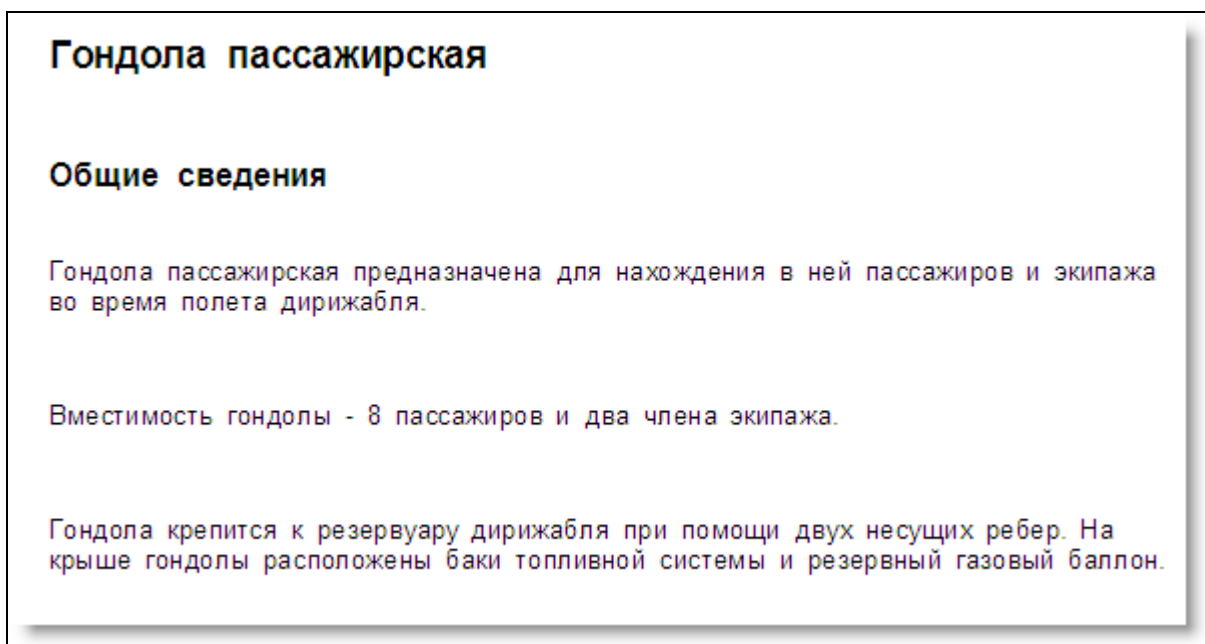 Гондола пассажирская
Общие сведения
Гондола пассажирская предназначена для нахождения в ней пассажиров и экипажа
во время полета дирижабля.
Вместимость гондолы - 8 пассажиров и два члена экипажа.
Гондола крепится к резервуару дирижабля при помощи двух несущих ребер. На
крыше гондолы расположены баки топливной системы и резервный газовый баллон.